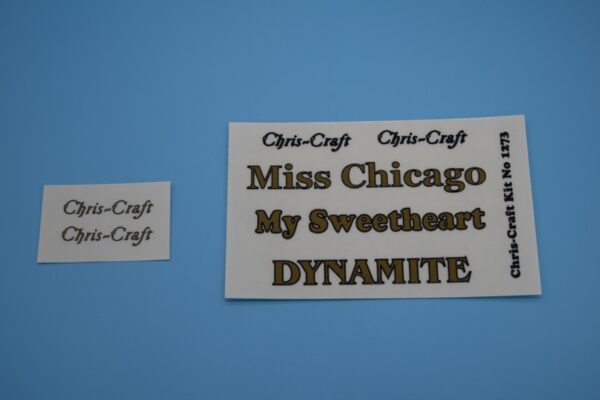 Chris~Craft
Chris~Craft
Chris~Craft Chris~Craft
Miss Chicago
My Sweetheart
DYNAMITE
Chris-Craft Kit No 1273